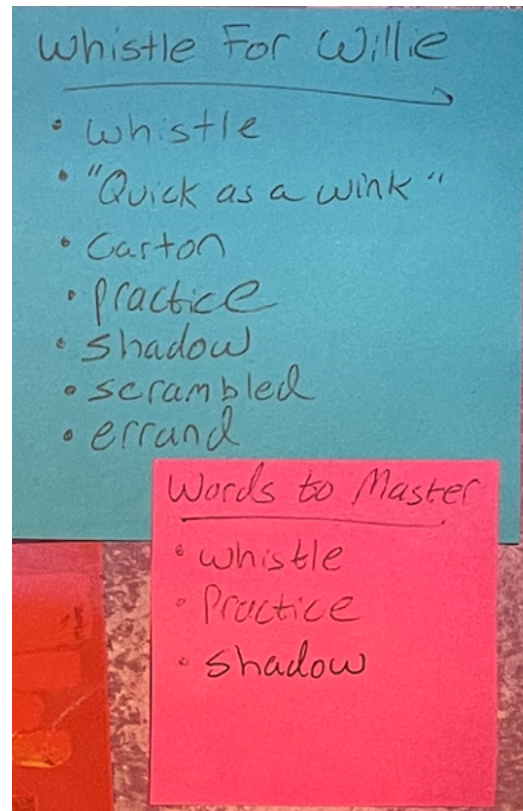 Whistle For Willie
• whistle
• "Quick as a wink"
• Carton
• practice
• shadow
• scrambled
• errand
Words to Master
• whistle
• Practice
• shadow